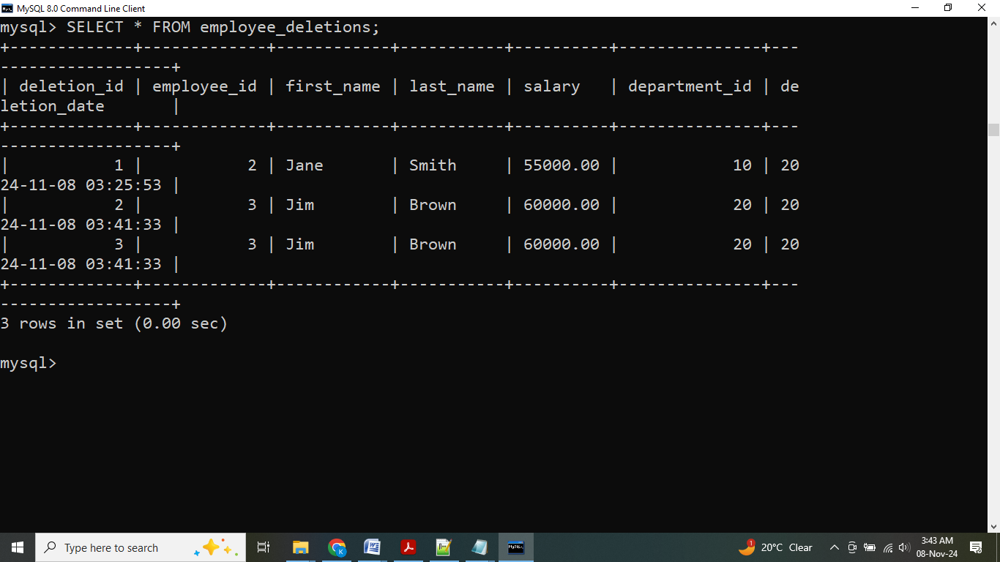 MySQL 8.0 Command Line Client
mysql> SELECT * FROM employee_deletions;
+-------------+-------------+------------+-----------+----------+---------------+---
------------------+
| deletion_id | employee_id | first_name | last_name | salary   | department_id | de
letion_date       |
+-------------+-------------+------------+-----------+----------+---------------+---
------------------+
|           1 |           2 | Jane       | Smith     | 55000.00 |            10 | 20
24-11-08 03:25:53 |
|           2 |           3 | Jim        | Brown     | 60000.00 |            20 | 20
24-11-08 03:41:33 |
|           3 |           3 | Jim        | Brown     | 60000.00 |            20 | 20
24-11-08 03:41:33 |
+-------------+-------------+------------+-----------+----------+---------------+---
------------------+
3 rows in set (0.00 sec)
mysql>
Type here to search
K
W
MySQL
1
20°C Clear
3:43 AM
08-Nov-24